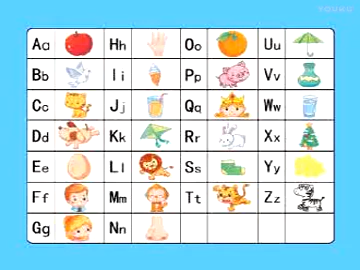 Aa Hh Oo Uu
Bb Ii Pp Vv
Cc Jj Qq Ww
Dd Kk Rr Xx
Ee Ll Ss Yy
Ff Mm Tt Zz
Gg Nn